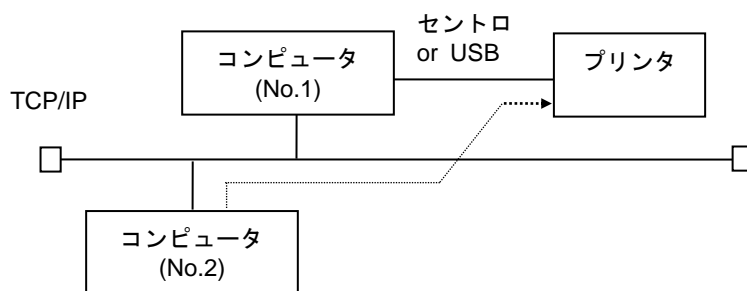 セントロ
or USB
コンピュータ
(No.1)
プリンタ
TCP/IP
コンピュータ
(No.2)